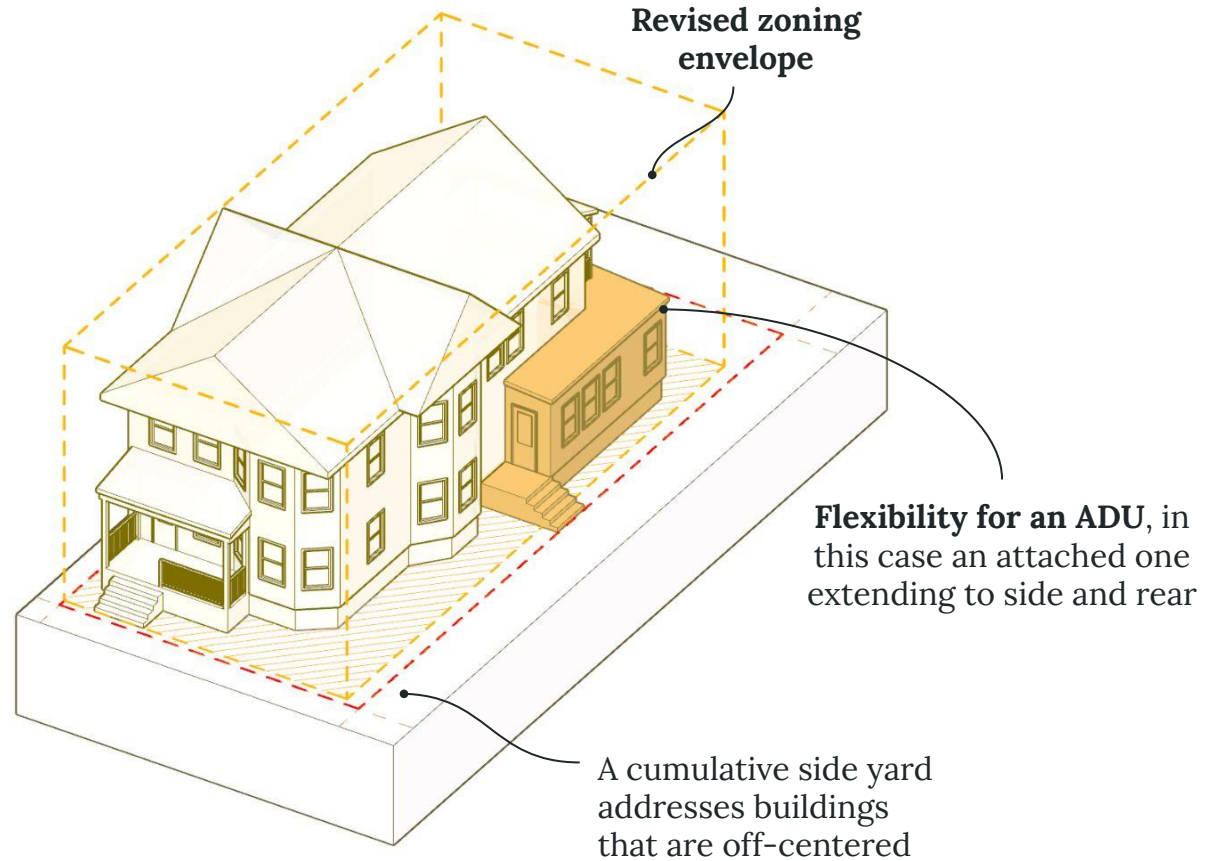 Revised zoning
envelope
Flexibility for an ADU, in
this case an attached one
extending to side and rear
A cumulative side yard
addresses buildings
that are off-centered